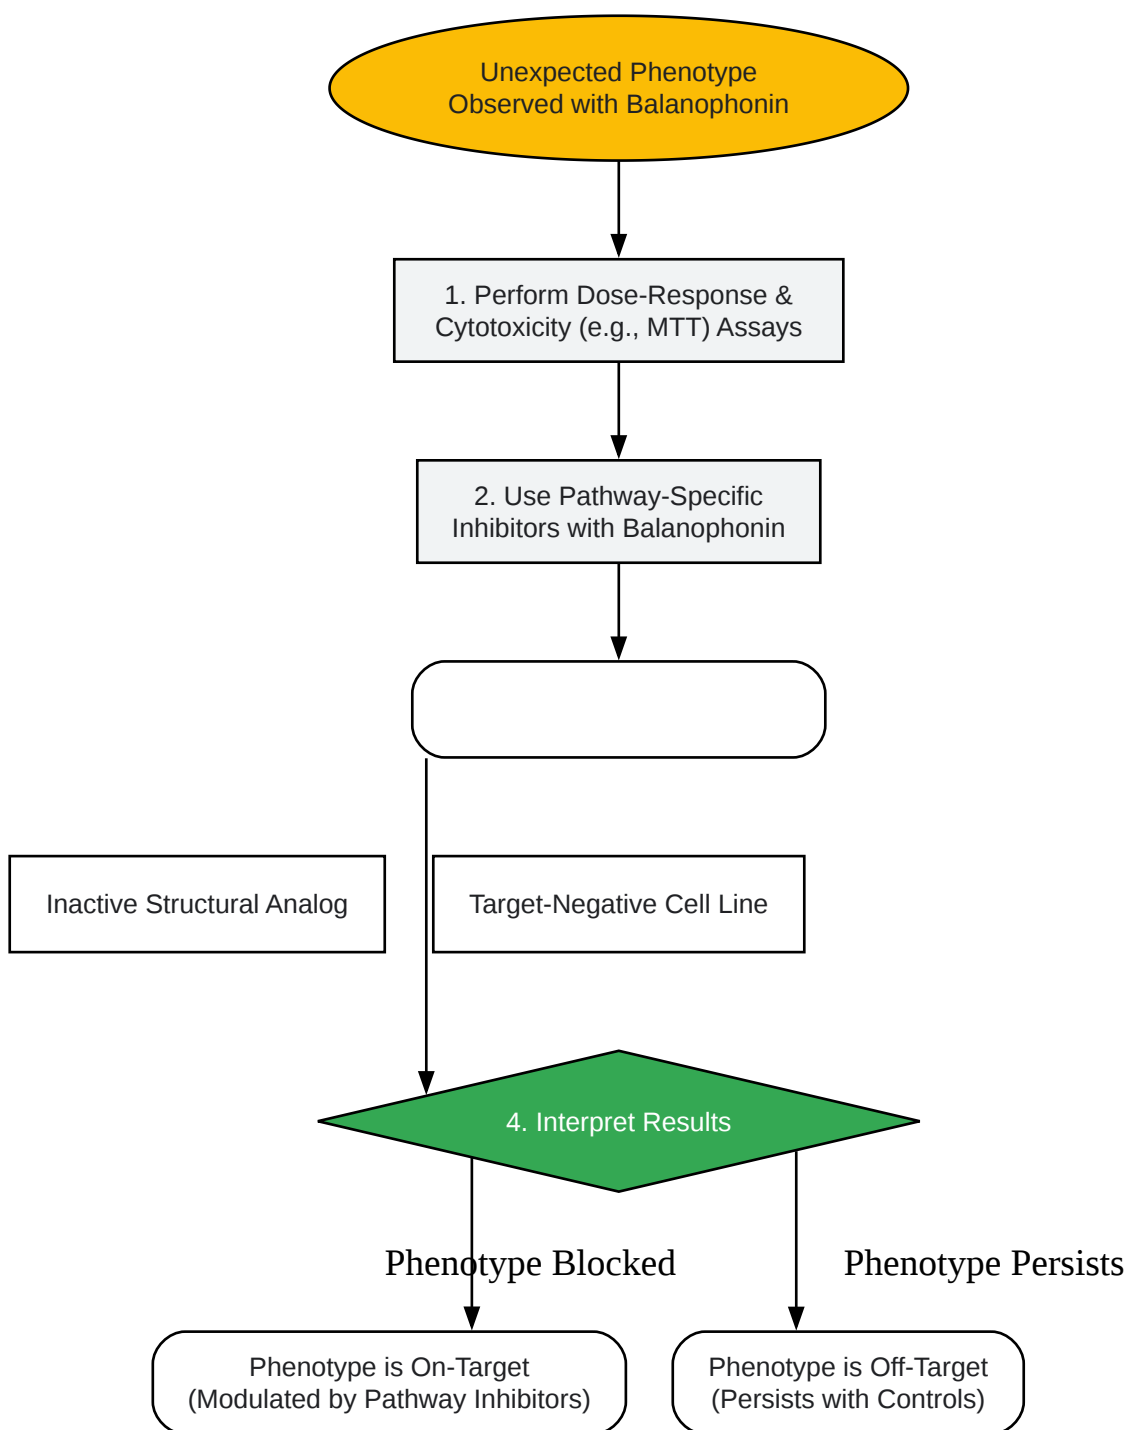 Unexpected Phenotype
Observed with Balanophonin
1. Perform Dose-Response &
Cytotoxicity (e.g., MTT) Assays
2. Use Pathway-Specific
Inhibitors with Balanophonin
Inactive Structural Analog
Target-Negative Cell Line
4. Interpret Results
Phenotype Blocked
Phenotype Persists
Phenotype is On-Target
(Modulated by Pathway Inhibitors)
Phenotype is Off-Target
(Persists with Controls)